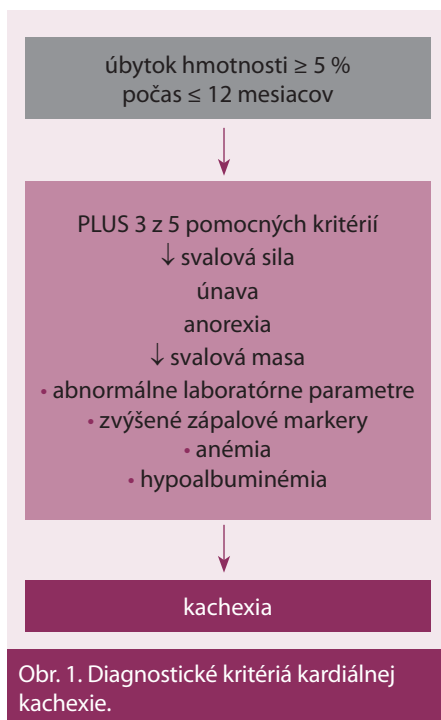 úbytok hmotnosti ≥ 5 %
počas ≤ 12 mesiacov
PLUS 3 z 5 pomocných kritérií
↓ svalová sila
únava
anorexia
↓ svalová masa
• abnormálne laboratórne parametre
• zvýšené zápalové markery
• anémia
• hypoalbuminémia
kachexia
Obr. 1. Diagnostické kritériá kardiálnej
kachexie.